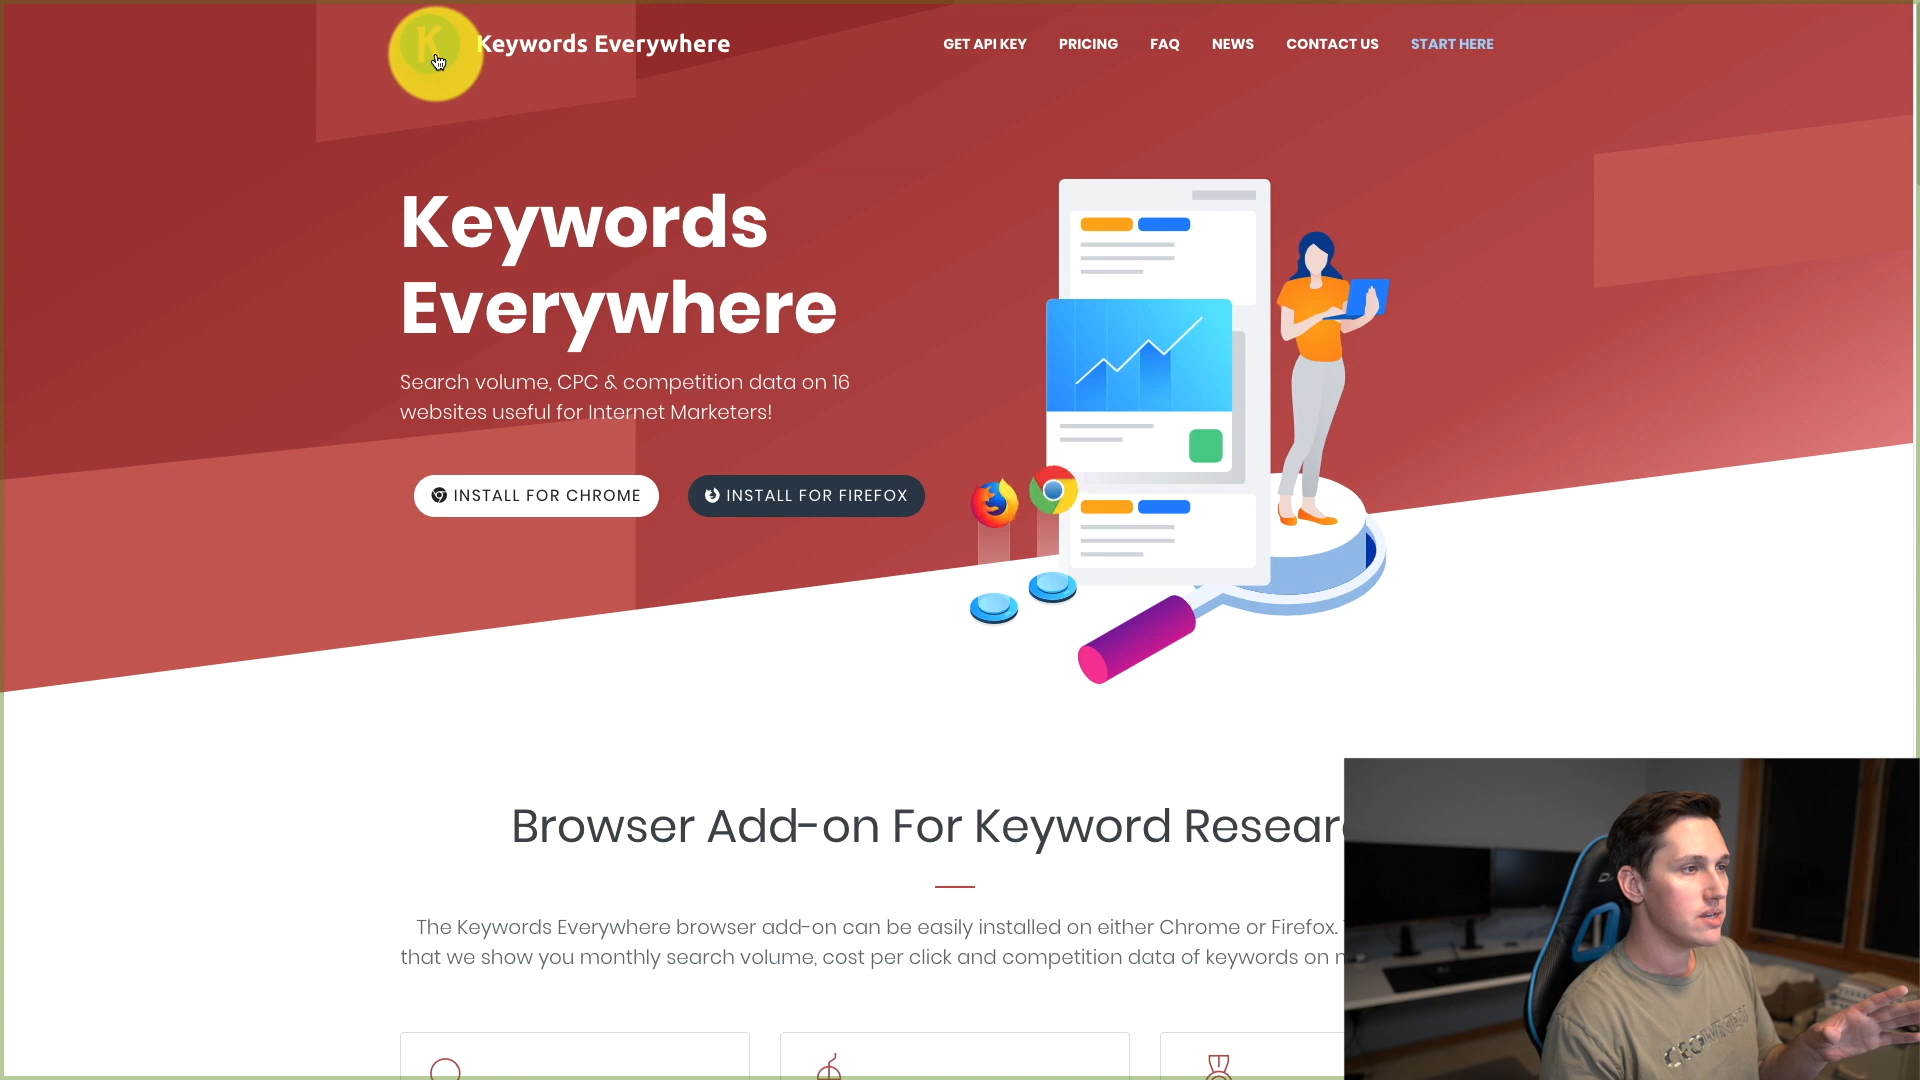 K
Keywords Everywhere
GET API KEY
PRICING
FAQ
NEWS
CONTACT US
START HERE
Keywords
Everywhere
Search volume, CPC & competition data on 16
websites useful for Internet Marketers!
INSTALL FOR CHROME
INSTALL FOR FIREFOX
Browser Add-on For Keyword
The Keywords Everywhere browser add-on can be easily installed on either Chrome or Firefox.
that we show you monthly search volume, cost per click and competition data of keywords on